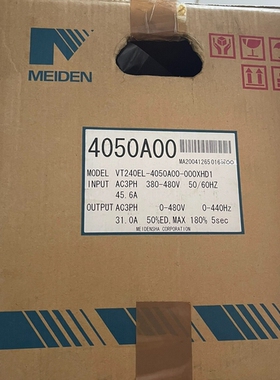 MEIDEN
4050A00
MA20041265016H00
MODEL VT240EL-4050A00-000XHD1
INPUT AC3PH 380-480V 50/60HZ
45.6A
OUTPUT AC3PH 0-480V 0-440Hz
31.0A 50%ED, MAX 180% 5sec
MEIDENSHA CORPORATION